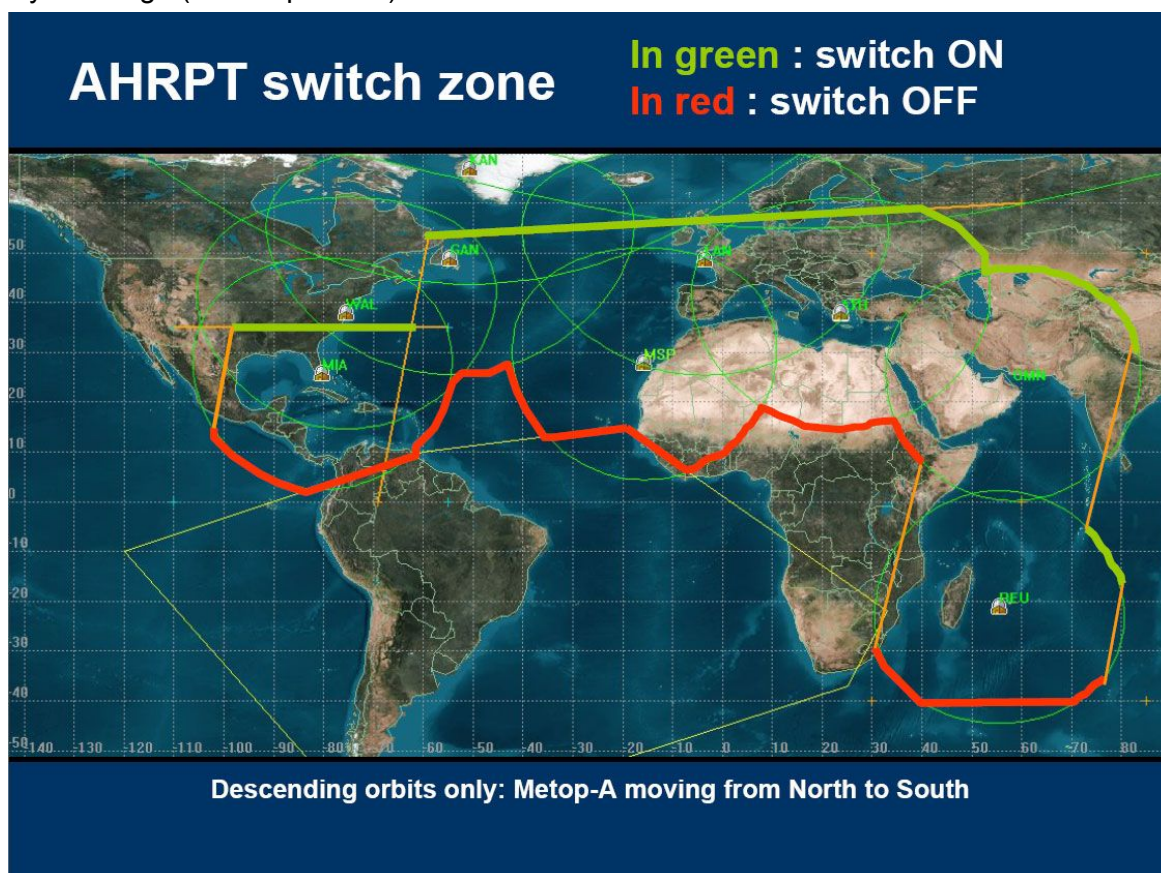 AHRPT switch zone
In green : switch ON
In red : switch OFF
KAN
GAN
LAN
WAL
ATH
MIA
MSP
OMN
REU
50
40
30
20
10
0
-10
-20
-30
-40
-50
-140 -130 -120 -110 -100 -90 -80 -70 -60 -50 -40 -30 -20 -10 0 10 20 30 40 50 60 70 80
Descending orbits only: Metop-A moving from North to South